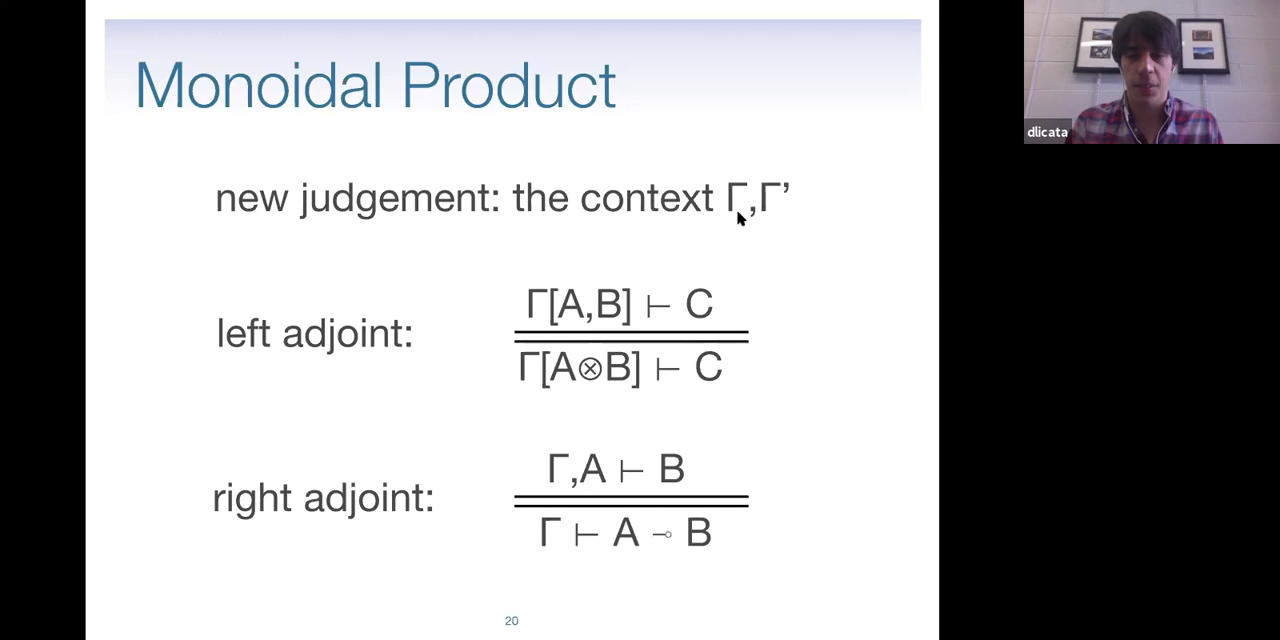 Monoidal Product
new judgement: the context Γ,Γ’
left adjoint:
Γ[A,B] ⊢ C
Γ[A⊗B] ⊢ C
right adjoint:
Γ,A ⊢ B
Γ ⊢ A ⊸ B
20
dlicata